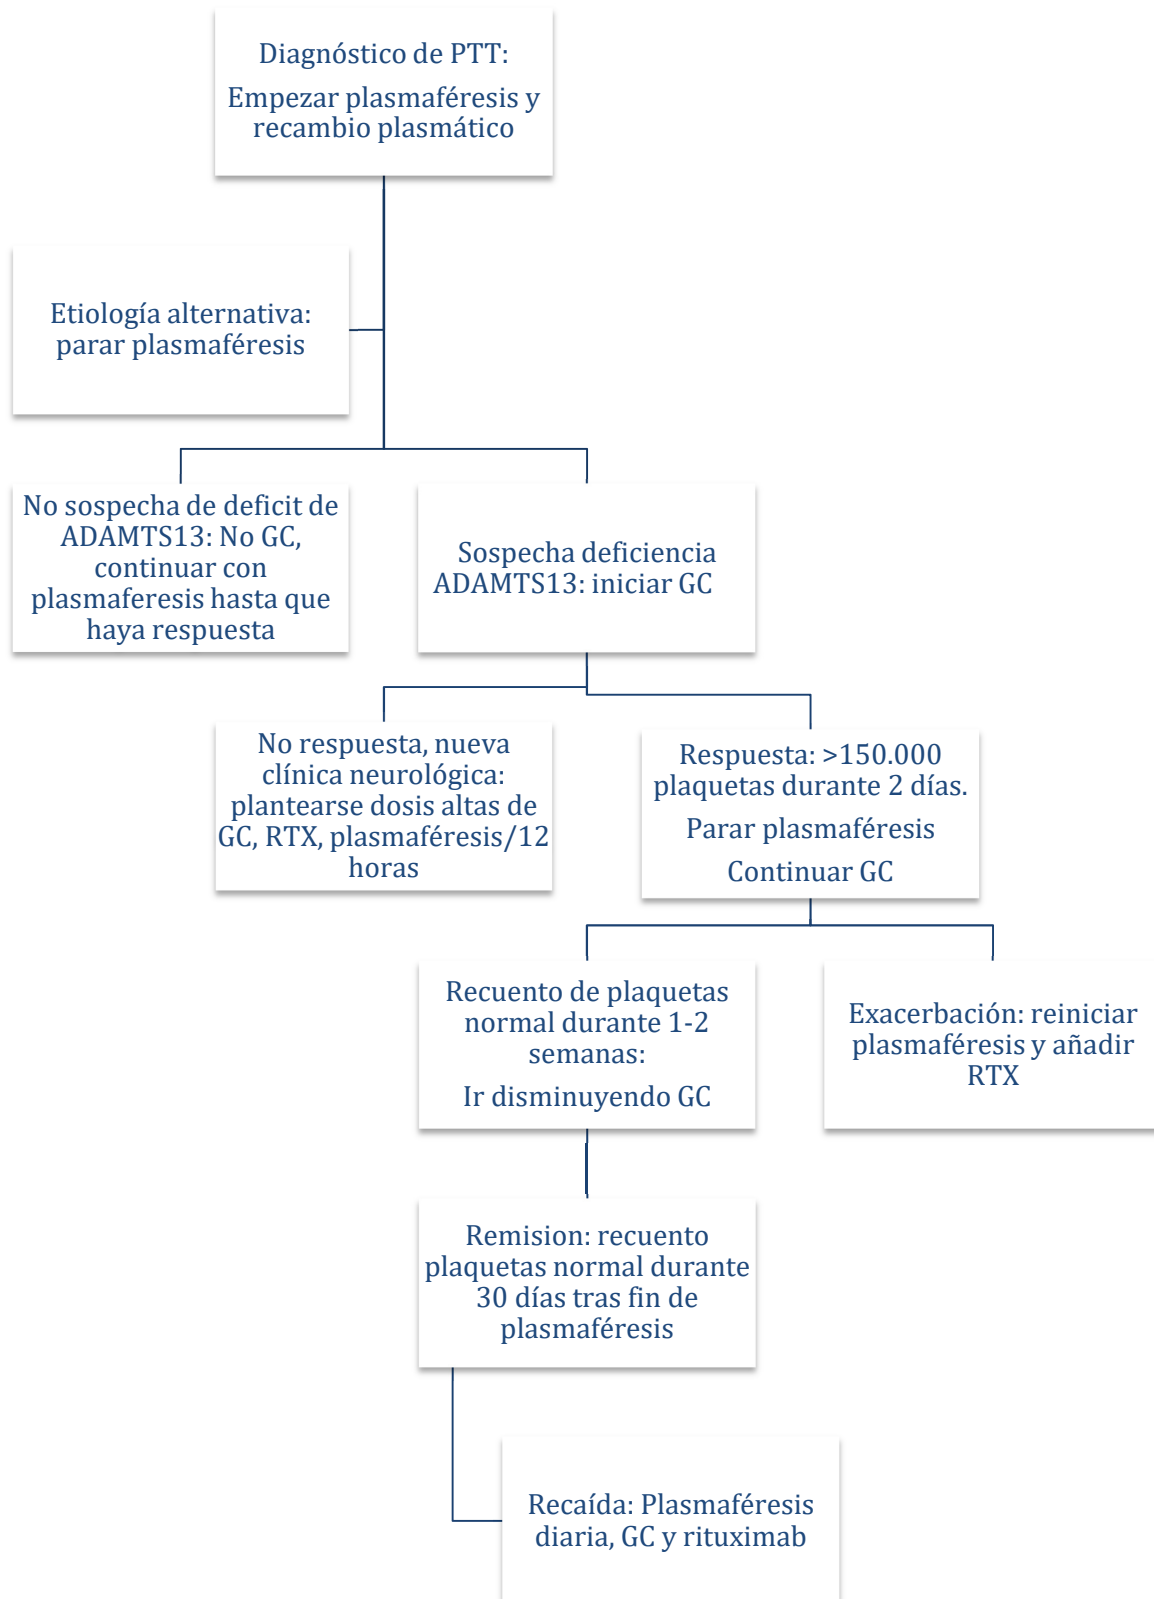 Diagnóstico de PTT:
Empezar plasmaféresis y
recambio plasmático
Etiología alternativa:
parar plasmaféresis
No sospecha de deficit de
ADAMTS13: No GC,
continuar con
plasmaferesis hasta que
haya respuesta
Sospecha deficiencia
ADAMTS13: iniciar GC
No respuesta, nueva
clínica neurológica:
plantearse dosis altas de
GC, RTX, plasmaféresis/12
horas
Respuesta: >150.000
plaquetas durante 2 días.
Parar plasmaféresis
Continuar GC
Recuento de plaquetas
normal durante 1-2
semanas:
Ir disminuyendo GC
Exacerbación: reiniciar
plasmaféresis y añadir
RTX
Remision: recuento
plaquetas normal durante
30 días tras fin de
plasmaféresis
Recaída: Plasmaféresis
diaria, GC y rituximab